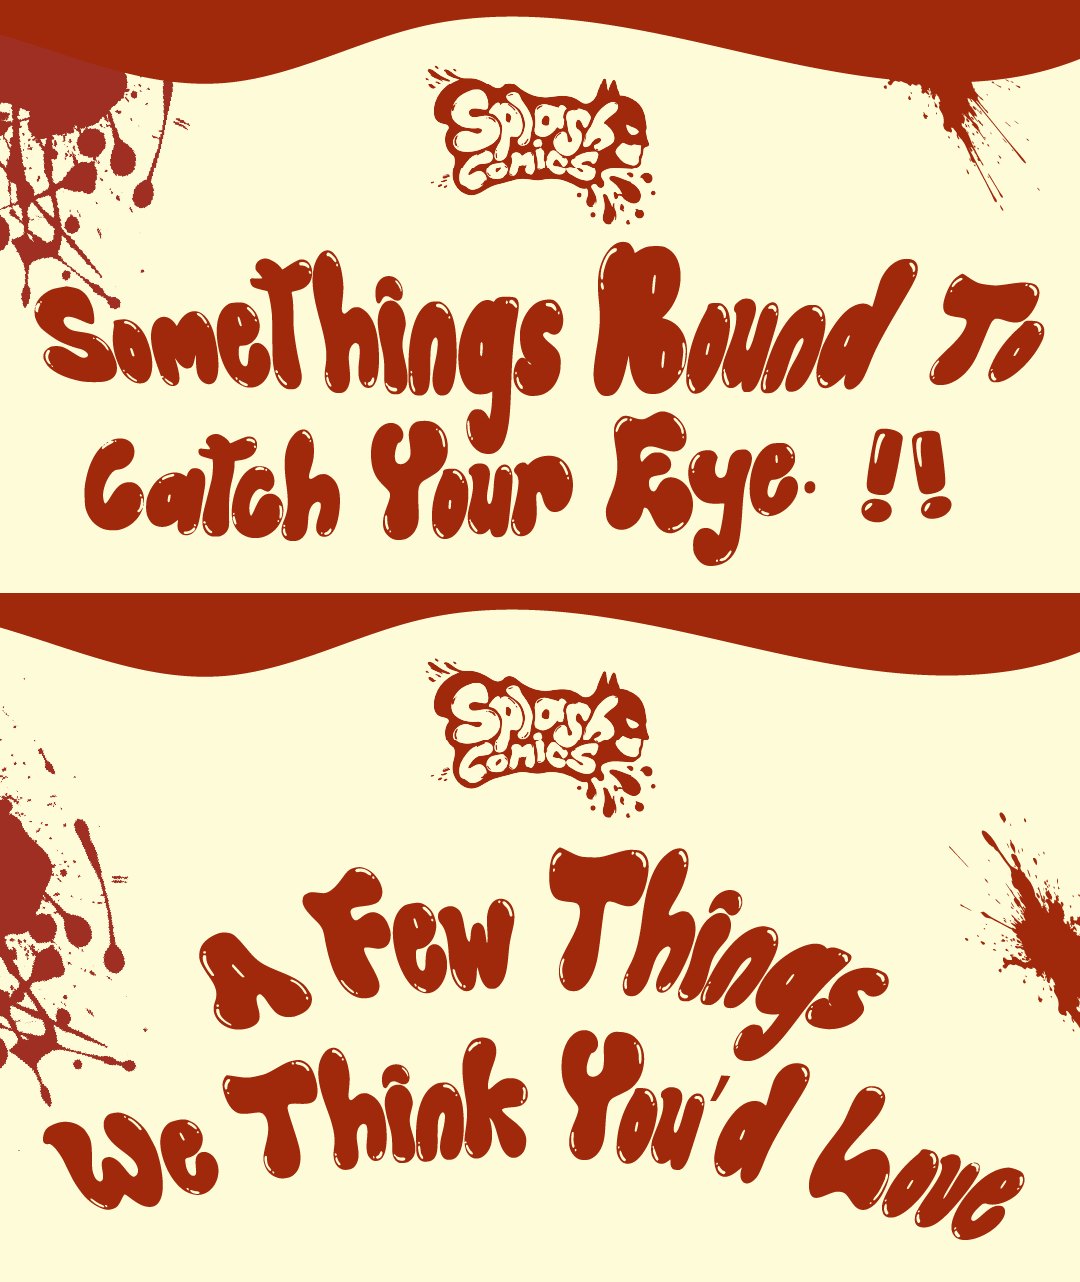 Splash
Comics
SomeThings Bound To
Catch Your Eye. !!
Splash
Comics
A Few Things
We Think You'd Love